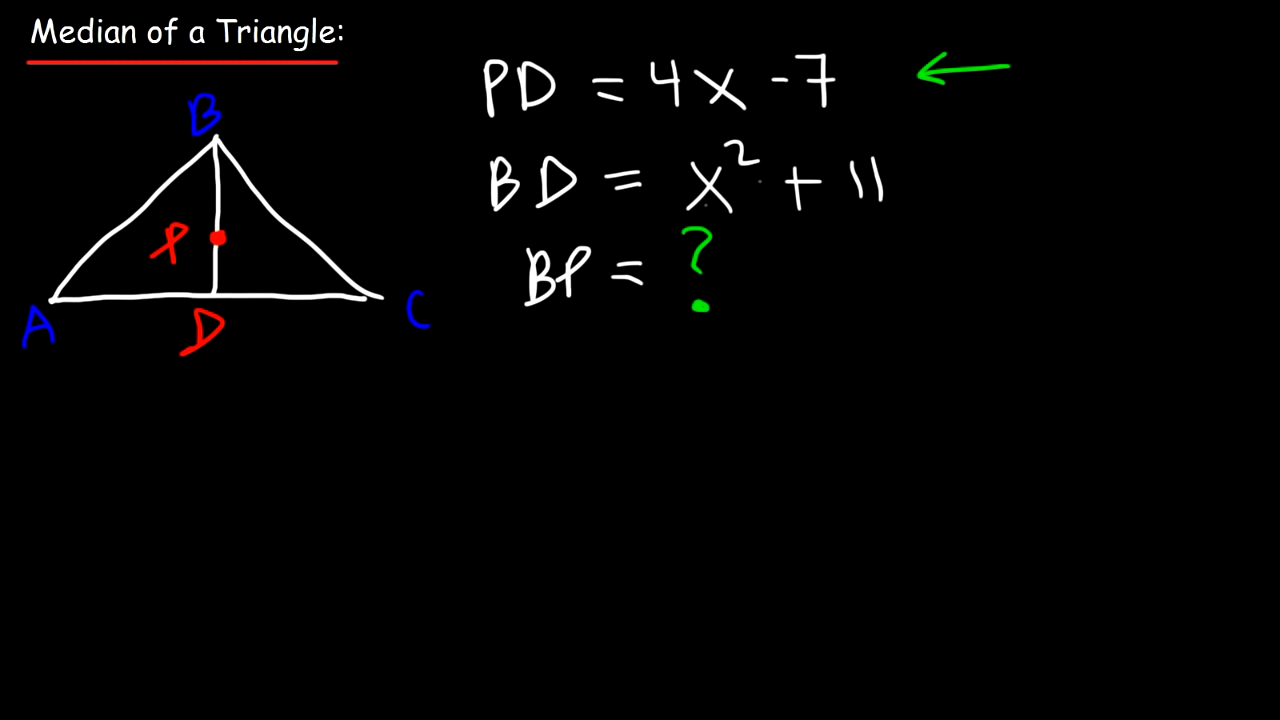 Median of a Triangle:
PD = 4x - 7
BD = x² + 11
BP = ?
B
P
A
D
C